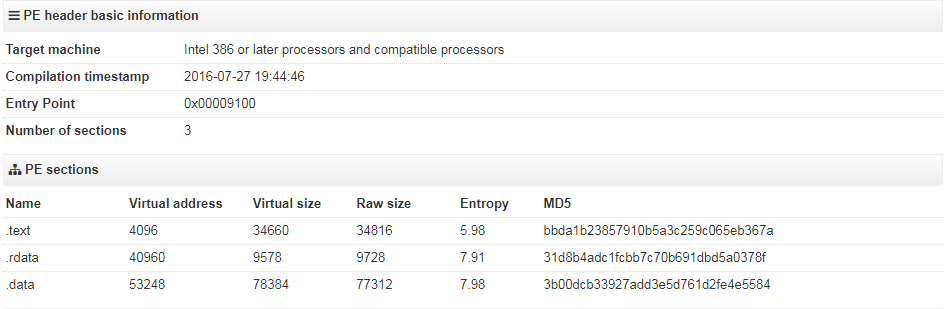 PE header basic information
Target machine Intel 386 or later processors and compatible processors
Compilation timestamp 2016-07-27 19:44:46
Entry Point 0x00009100
Number of sections 3
PE sections
Name Virtual address Virtual size Raw size Entropy MD5
.text 4096 34660 34816 5.98 bbda1b23857910b5a3c259c065eb367a
.rdata 40960 9578 9728 7.91 31d8b4adc1fcbb7c70b691dbd5a0378f
.data 53248 78384 77312 7.98 3b00dcb33927add3e5d761d2fe4e5584